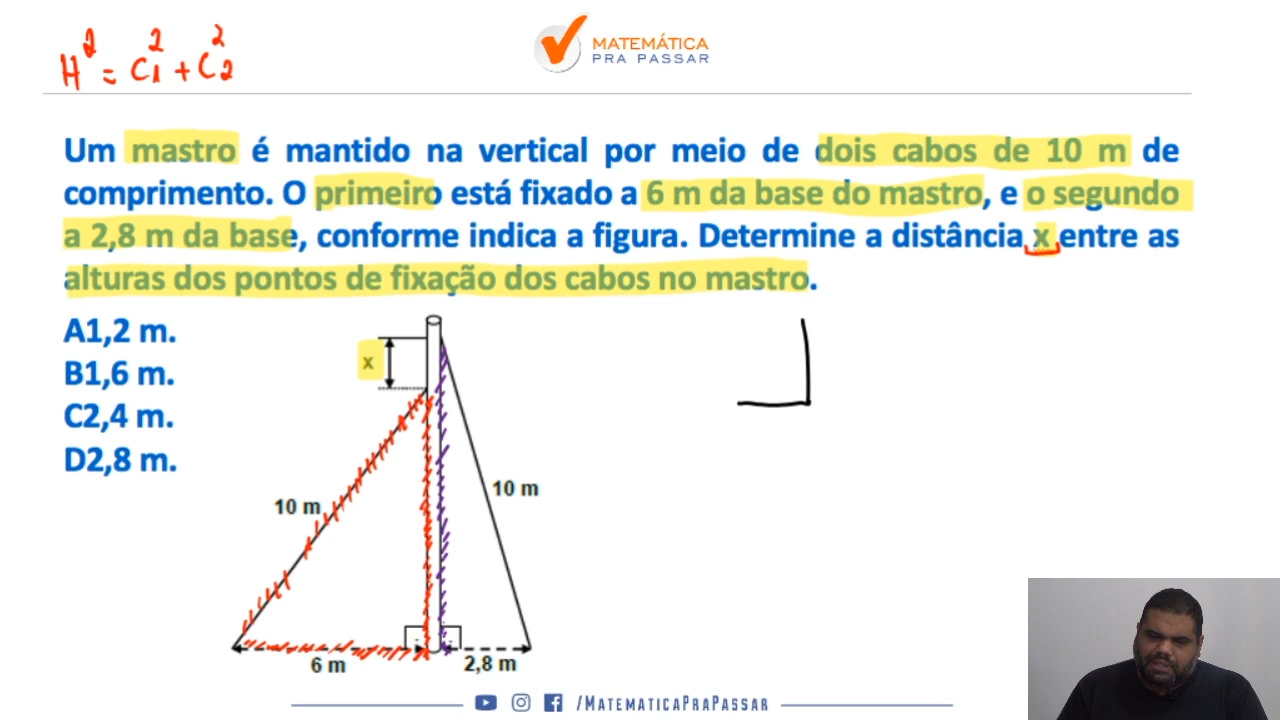 H² = C₁² + C₂²
MATEMÁTICA
PRA PASSAR
Um mastro é mantido na vertical por meio de dois cabos de 10 m de
comprimento. O primeiro está fixado a 6 m da base do mastro, e o segundo
a 2,8 m da base, conforme indica a figura. Determine a distância x entre as
alturas dos pontos de fixação dos cabos no mastro.
A1,2 m.
B1,6 m.
C2,4 m.
D2,8 m.
x
10 m
10 m
6 m
2,8 m
/MATEMATICAPRAPASSAR